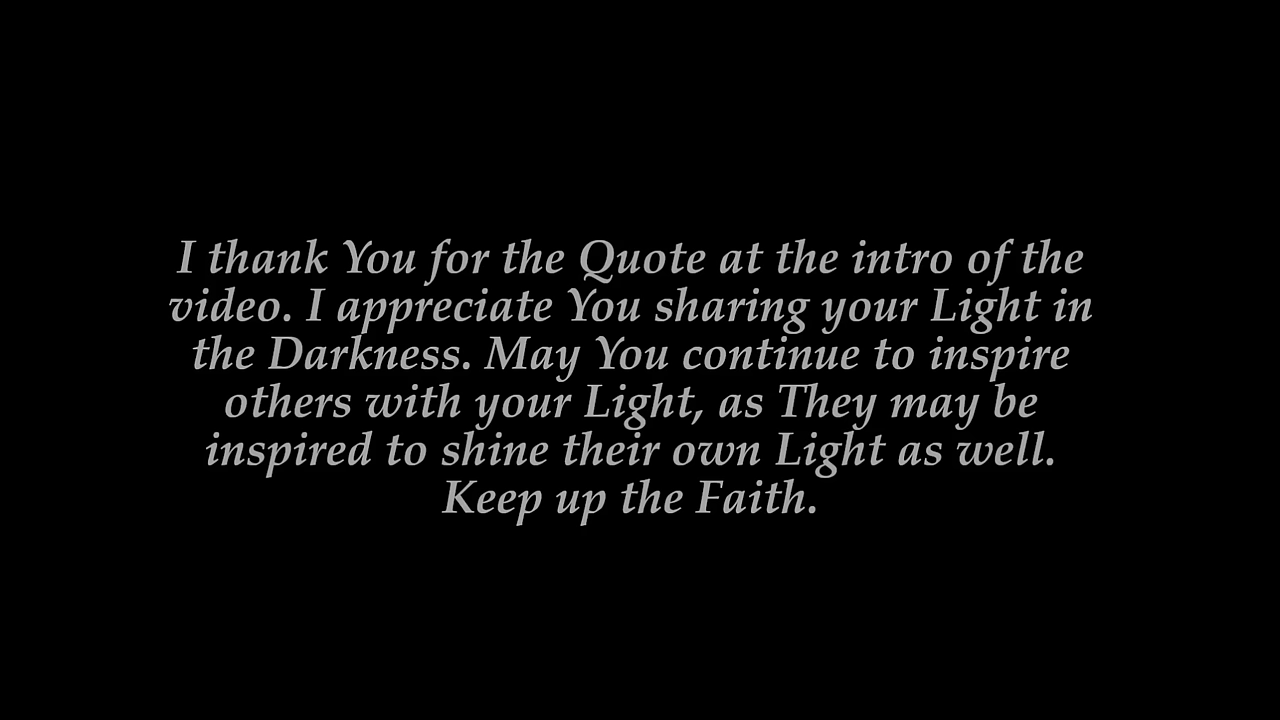 I thank You for the Quote at the intro of the
video. I appreciate You sharing your Light in
the Darkness. May You continue to inspire
others with your Light, as They may be
inspired to shine their own Light as well.
Keep up the Faith.